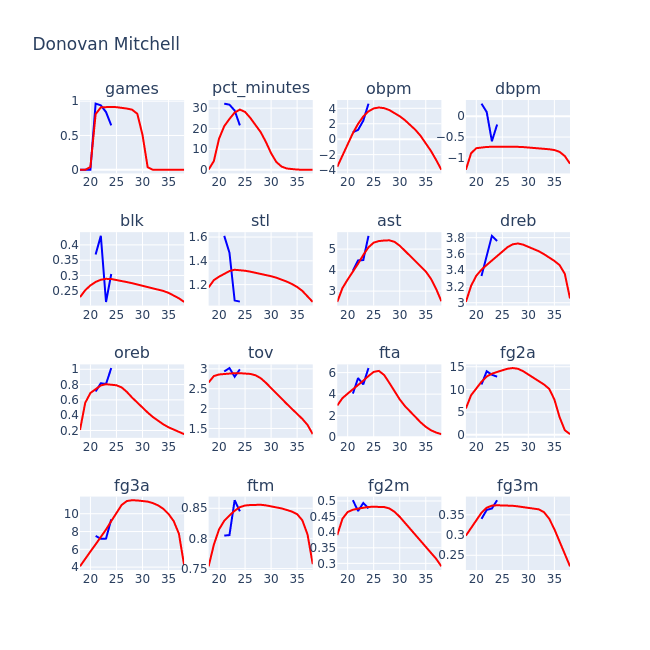 Donovan Mitchell
games pct_minutes obpm dbpm
1 0.5 0
30 20 10 0
4 2 0 −2 −4
0 −0.5 −1
20 25 30 35 20 25 30 35 20 25 30 35 20 25 30 35
blk stl ast dreb
0.4 0.35 0.3 0.25
1.6 1.4 1.2
5 4 3
3.8 3.6 3.4 3.2 3
20 25 30 35 20 25 30 35 20 25 30 35 20 25 30 35
oreb tov fta fg2a
1 0.8 0.6 0.4 0.2
3 2.5 2 1.5
6 4 2 0
15 10 5 0
20 25 30 35 20 25 30 35 20 25 30 35 20 25 30 35
fg3a ftm fg2m fg3m
10 8 6 4
0.85 0.8 0.75
0.5 0.45 0.4 0.35 0.3
0.35 0.3 0.25
20 25 30 35 20 25 30 35 20 25 30 35 20 25 30 35